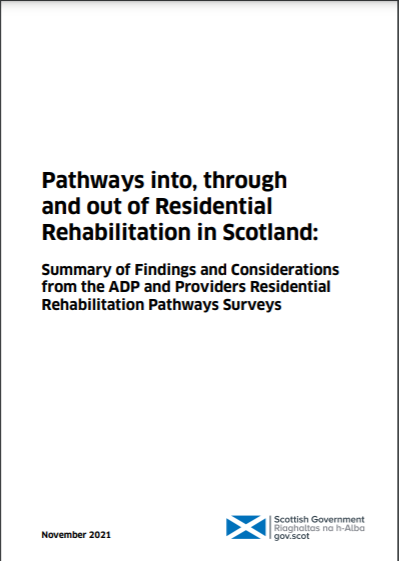 Pathways into, through
and out of Residential
Rehabilitation in Scotland:
Summary of Findings and Considerations
from the ADP and Providers Residential
Rehabilitation Pathways Surveys
November 2021
Scottish Government
Riaghaltas na h-Alba
gov.scot